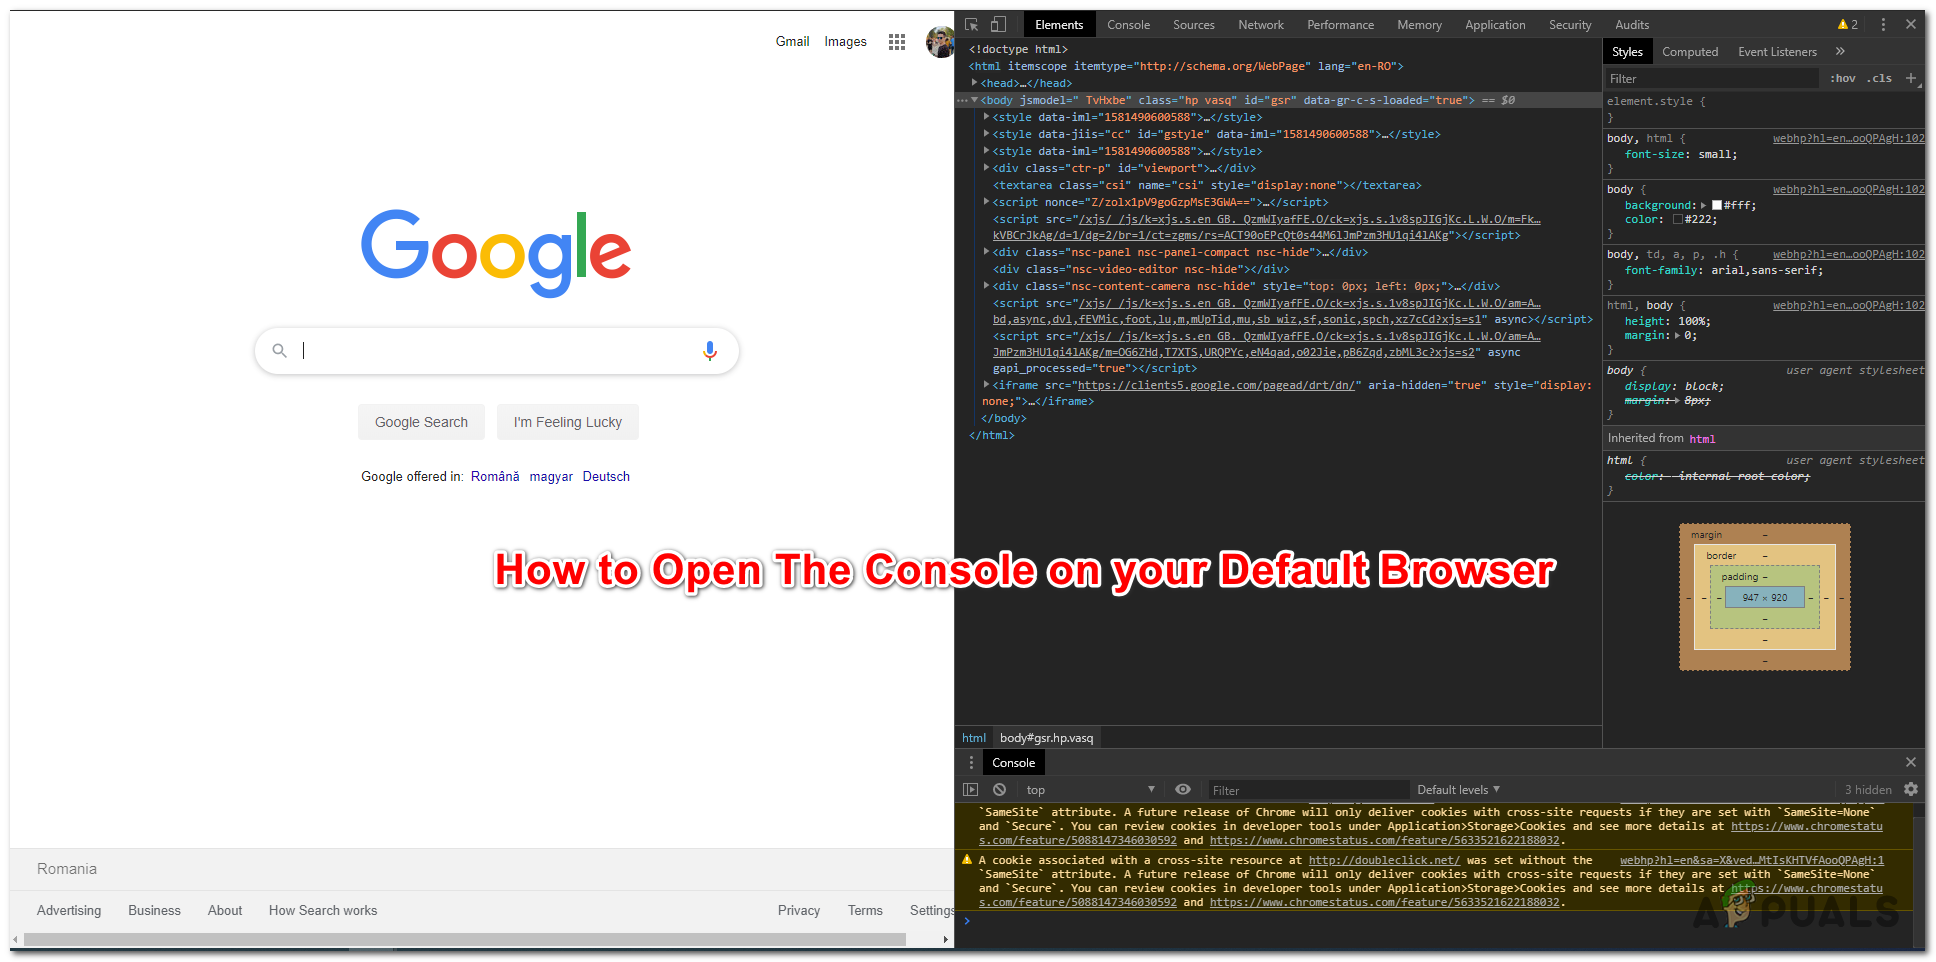 Gmail Images
Google
Google Search I'm Feeling Lucky
Google offered in: Română magyar Deutsch
Romania
Advertising Business About How Search works Privacy Terms Settings
Elements Console Sources Network Performance Memory Application Security Audits 2
<!doctype html>
<html itemscope itemtype="http://schema.org/WebPage" lang="en-RO">
<head>…</head>
<body jsmodel=" TvHxbe" class="hp vasq" id="gsr" data-gr-c-s-loaded="true"> == $0
<style data-iml="1581490600588">…</style>
<style data-jiis="cc" id="gstyle" data-iml="1581490600588">…</style>
<style data-iml="1581490600588">…</style>
<div class="ctr-p" id="viewport">…</div>
<textarea class="csi" name="csi" style="display:none"></textarea>
<script nonce="Z/zolx1pV9goGzpMsE3GWA==">…</script>
<script src="/xjs/_/js/k=xjs.s.en_GB._QzmWIyafFE.O/ck=xjs.s.1v8spJIGjKc.L.W.O/m=Fk…
kVBCrJkAg/d=1/dg=2/br=1/ct=zgms/rs=ACT90oEPcQt0s44M6lJmPzm3HU1qi4lAKg"></script>
<div class="nsc-panel nsc-panel-compact nsc-hide">…</div>
<div class="nsc-video-editor nsc-hide"></div>
<div class="nsc-content-camera nsc-hide" style="top: 0px; left: 0px;">…</div>
<script src="/xjs/_/js/k=xjs.s.en_GB._QzmWIyafFE.O/ck=xjs.s.1v8spJIGjKc.L.W.O/am=A…
bd,async,dvl,fEVMic,foot,lu,m,mUpTid,mu,sb_wiz,sf,sonic,spch,xz7cCd?xjs=s1" async></script>
<script src="/xjs/_/js/k=xjs.s.en_GB._QzmWIyafFE.O/ck=xjs.s.1v8spJIGjKc.L.W.O/am=A…
JmPzm3HU1qi4lAKg/m=OG6ZHd,T7XTS,URQPYc,eN4qad,o02Jie,pB6Zqd,zbML3c?xjs=s2" async
gapi_processed="true"></script>
<iframe src="https://clients5.google.com/pagead/drt/dn/" aria-hidden="true" style="display:
none;">…</iframe>
</body>
</html>
Styles Computed Event Listeners »
Filter :hov .cls +
element.style {
}
body, html { webhp?hl=en…ooQPAgH:102
font-size: small;
}
body { webhp?hl=en…ooQPAgH:102
background: #fff;
color: #222;
}
body, td, a, p, .h { webhp?hl=en…ooQPAgH:102
font-family: arial,sans-serif;
}
html, body { webhp?hl=en…ooQPAgH:102
height: 100%;
margin: 0;
}
body { user agent stylesheet
display: block;
margin: 8px;
}
Inherited from html
html { user agent stylesheet
color: -internal-root-color;
}
margin –
border –
padding –
947 × 920
How to Open The Console on your Default Browser
html body#gsr.hp.vasq
Console
top Filter Default levels 3 hidden
`SameSite` attribute. A future release of Chrome will only deliver cookies with cross-site requests if they are set with `SameSite=None`
and `Secure`. You can review cookies in developer tools under Application>Storage>Cookies and see more details at https://www.chromestatu
s.com/feature/5088147346030592 and https://www.chromestatus.com/feature/5633521622188032.
A cookie associated with a cross-site resource at http://doubleclick.net/ was set without the webhp?hl=en&sa=X&ved…MtIsKHTVfAooQPAgH:1
`SameSite` attribute. A future release of Chrome will only deliver cookies with cross-site requests if they are set with `SameSite=None`
and `Secure`. You can review cookies in developer tools under Application>Storage>Cookies and see more details at https://www.chromestatu
s.com/feature/5088147346030592 and https://www.chromestatus.com/feature/5633521622188032.
APPUALS